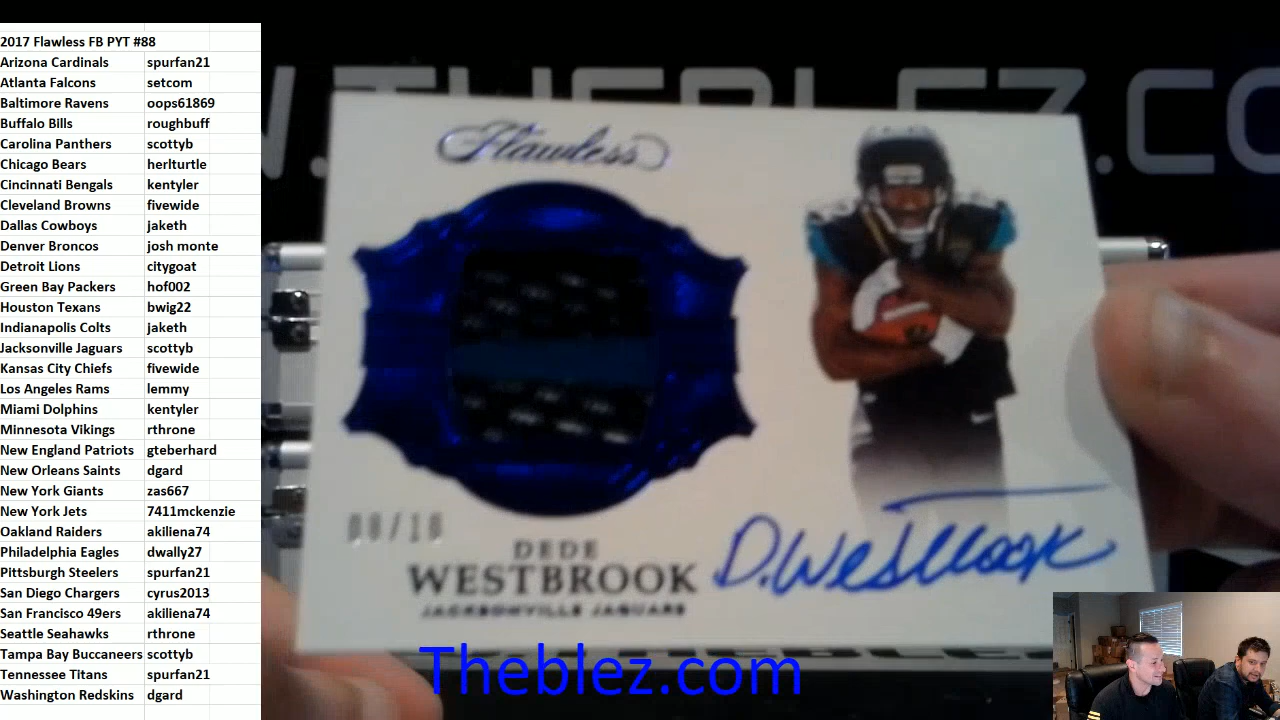 2017 Flawless FB PYT #88
Arizona Cardinals spurfan21
Atlanta Falcons setcom
Baltimore Ravens oops61869
Buffalo Bills roughbuff
Carolina Panthers scottyb
Chicago Bears herlturtle
Cincinnati Bengals kentyler
Cleveland Browns fivewide
Dallas Cowboys jaketh
Denver Broncos josh monte
Detroit Lions citygoat
Green Bay Packers hof002
Houston Texans bwig22
Indianapolis Colts jaketh
Jacksonville Jaguars scottyb
Kansas City Chiefs fivewide
Los Angeles Rams lemmy
Miami Dolphins kentyler
Minnesota Vikings rthrone
New England Patriots gteberhard
New Orleans Saints dgard
New York Giants zas667
New York Jets 7411mckenzie
Oakland Raiders akiliena74
Philadelphia Eagles dwally27
Pittsburgh Steelers spurfan21
San Diego Chargers cyrus2013
San Francisco 49ers akiliena74
Seattle Seahawks rthrone
Tampa Bay Buccaneers scottyb
Tennessee Titans spurfan21
Washington Redskins dgard
.THEBLEZ.CO
Flawless
DEDE
WESTBROOK
JACKSONVILLE JAGUARS
D.Westbrook
Theblez.com